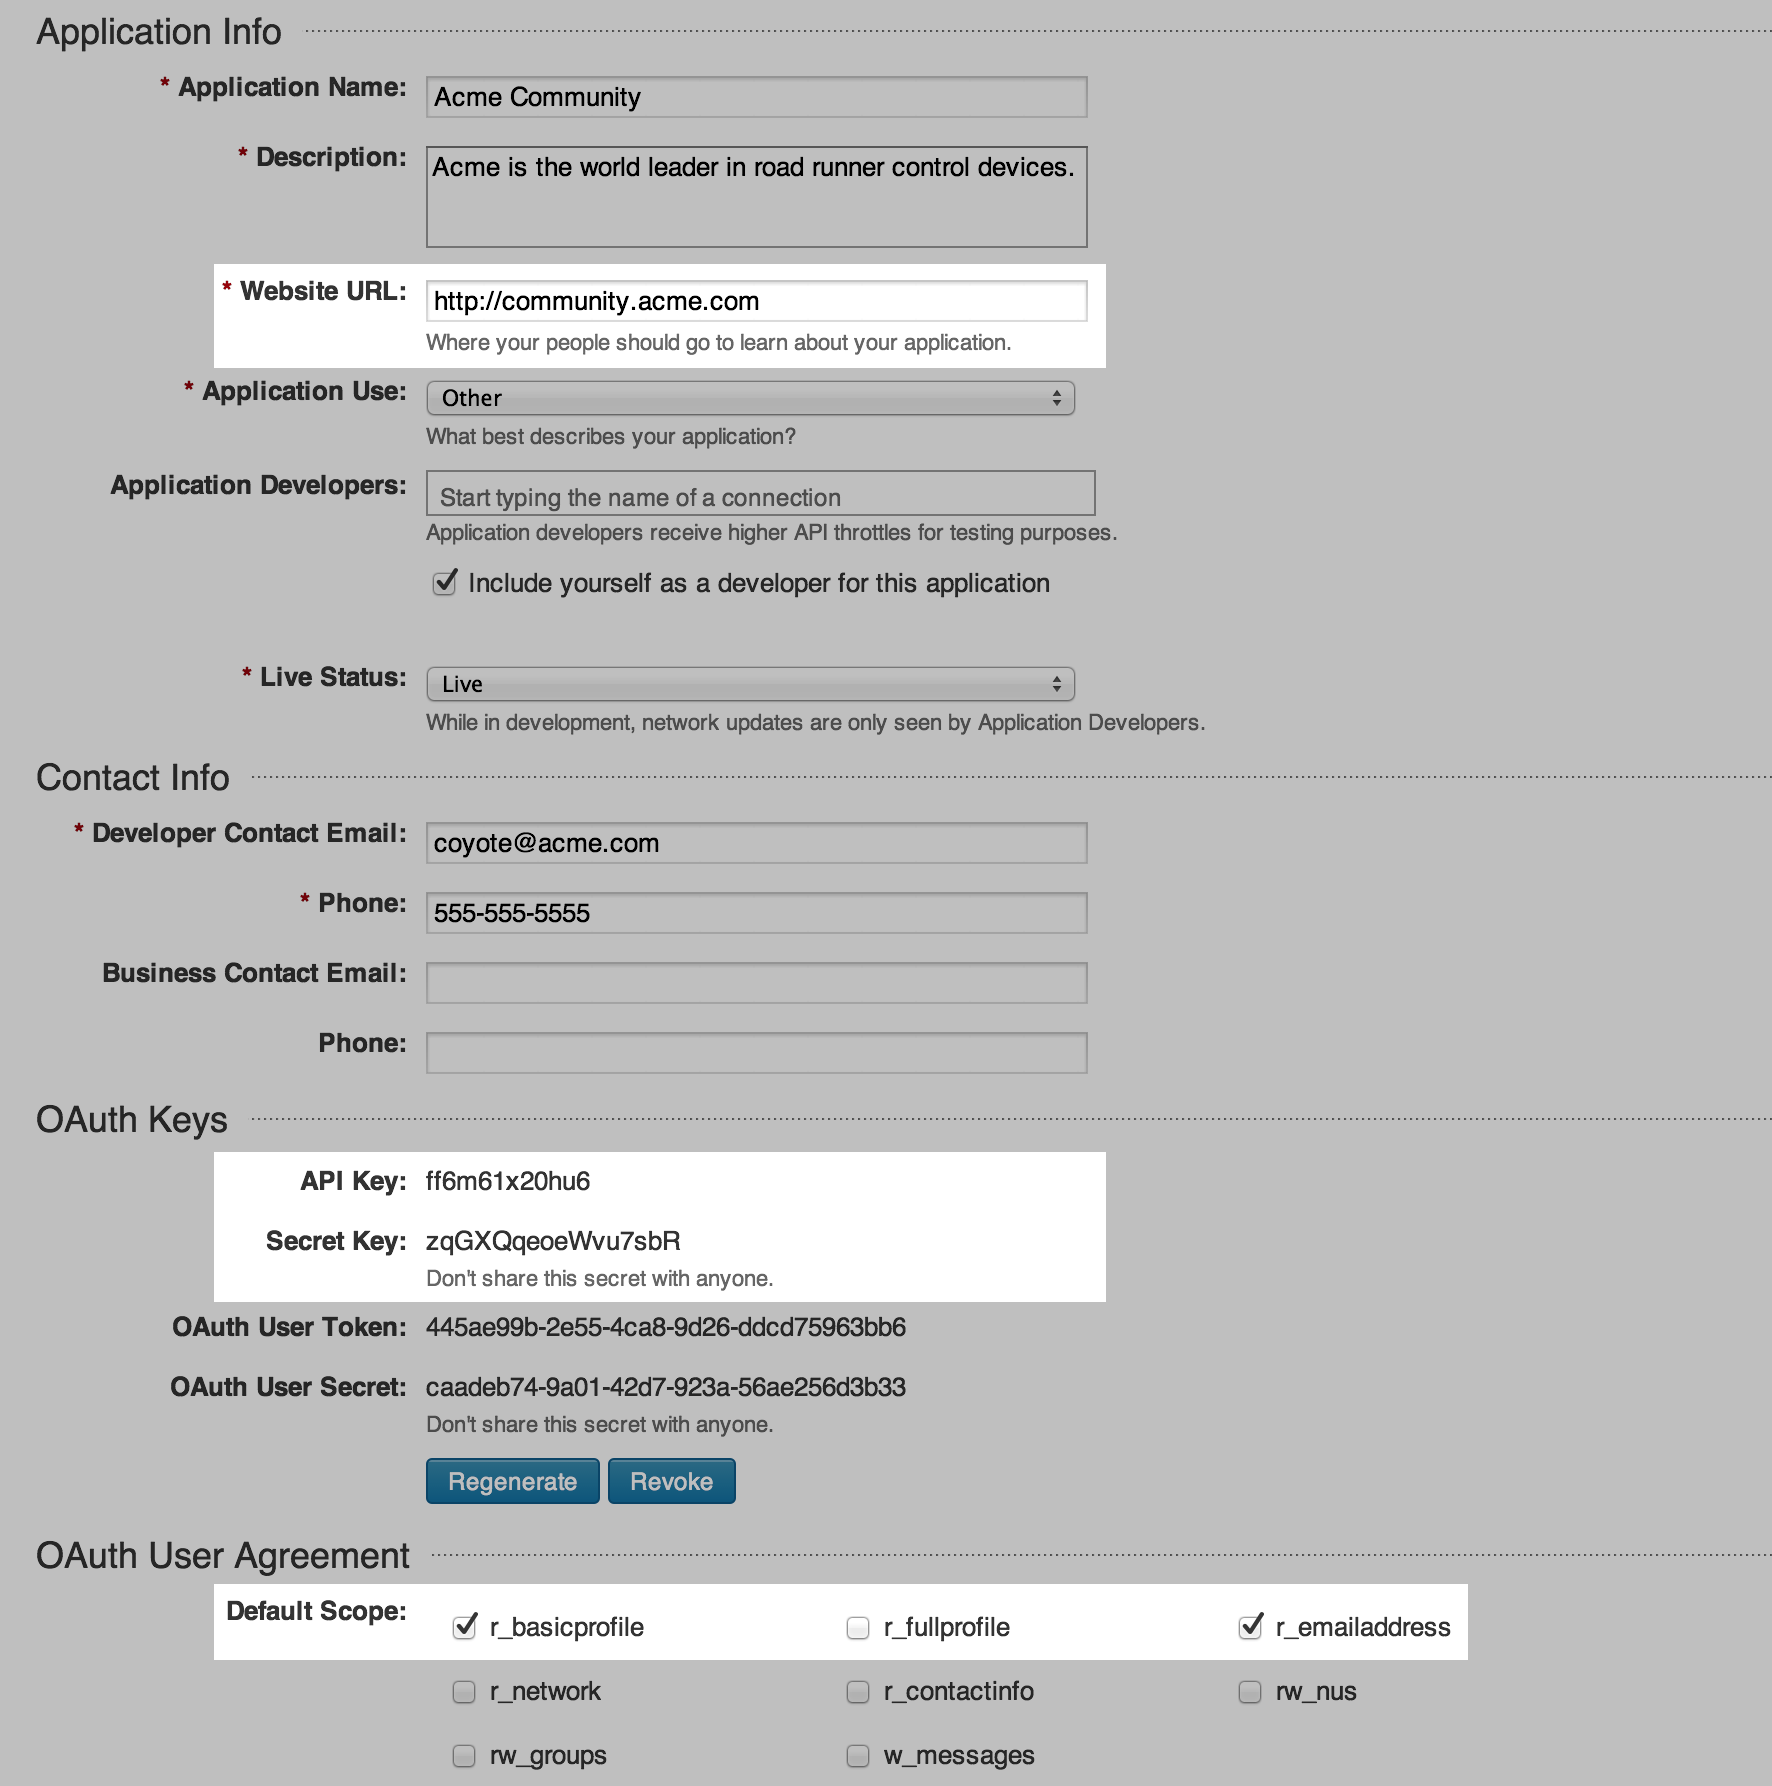 Application Info
* Application Name: Acme Community
* Description: Acme is the world leader in road runner control devices.
* Website URL: http://community.acme.com
Where your people should go to learn about your application.
* Application Use: Other
What best describes your application?
Application Developers: Start typing the name of a connection
Application developers receive higher API throttles for testing purposes.
Include yourself as a developer for this application
* Live Status: Live
While in development, network updates are only seen by Application Developers.
Contact Info
* Developer Contact Email: coyote@acme.com
* Phone: 555-555-5555
Business Contact Email:
Phone:
OAuth Keys
API Key: ff6m61x20hu6
Secret Key: zqGXQqeoeWvu7sbR
Don't share this secret with anyone.
OAuth User Token: 445ae99b-2e55-4ca8-9d26-ddcd75963bb6
OAuth User Secret: caadeb74-9a01-42d7-923a-56ae256d3b33
Don't share this secret with anyone.
Regenerate Revoke
OAuth User Agreement
Default Scope: r_basicprofile r_fullprofile r_emailaddress
r_network r_contactinfo rw_nus
rw_groups w_messages